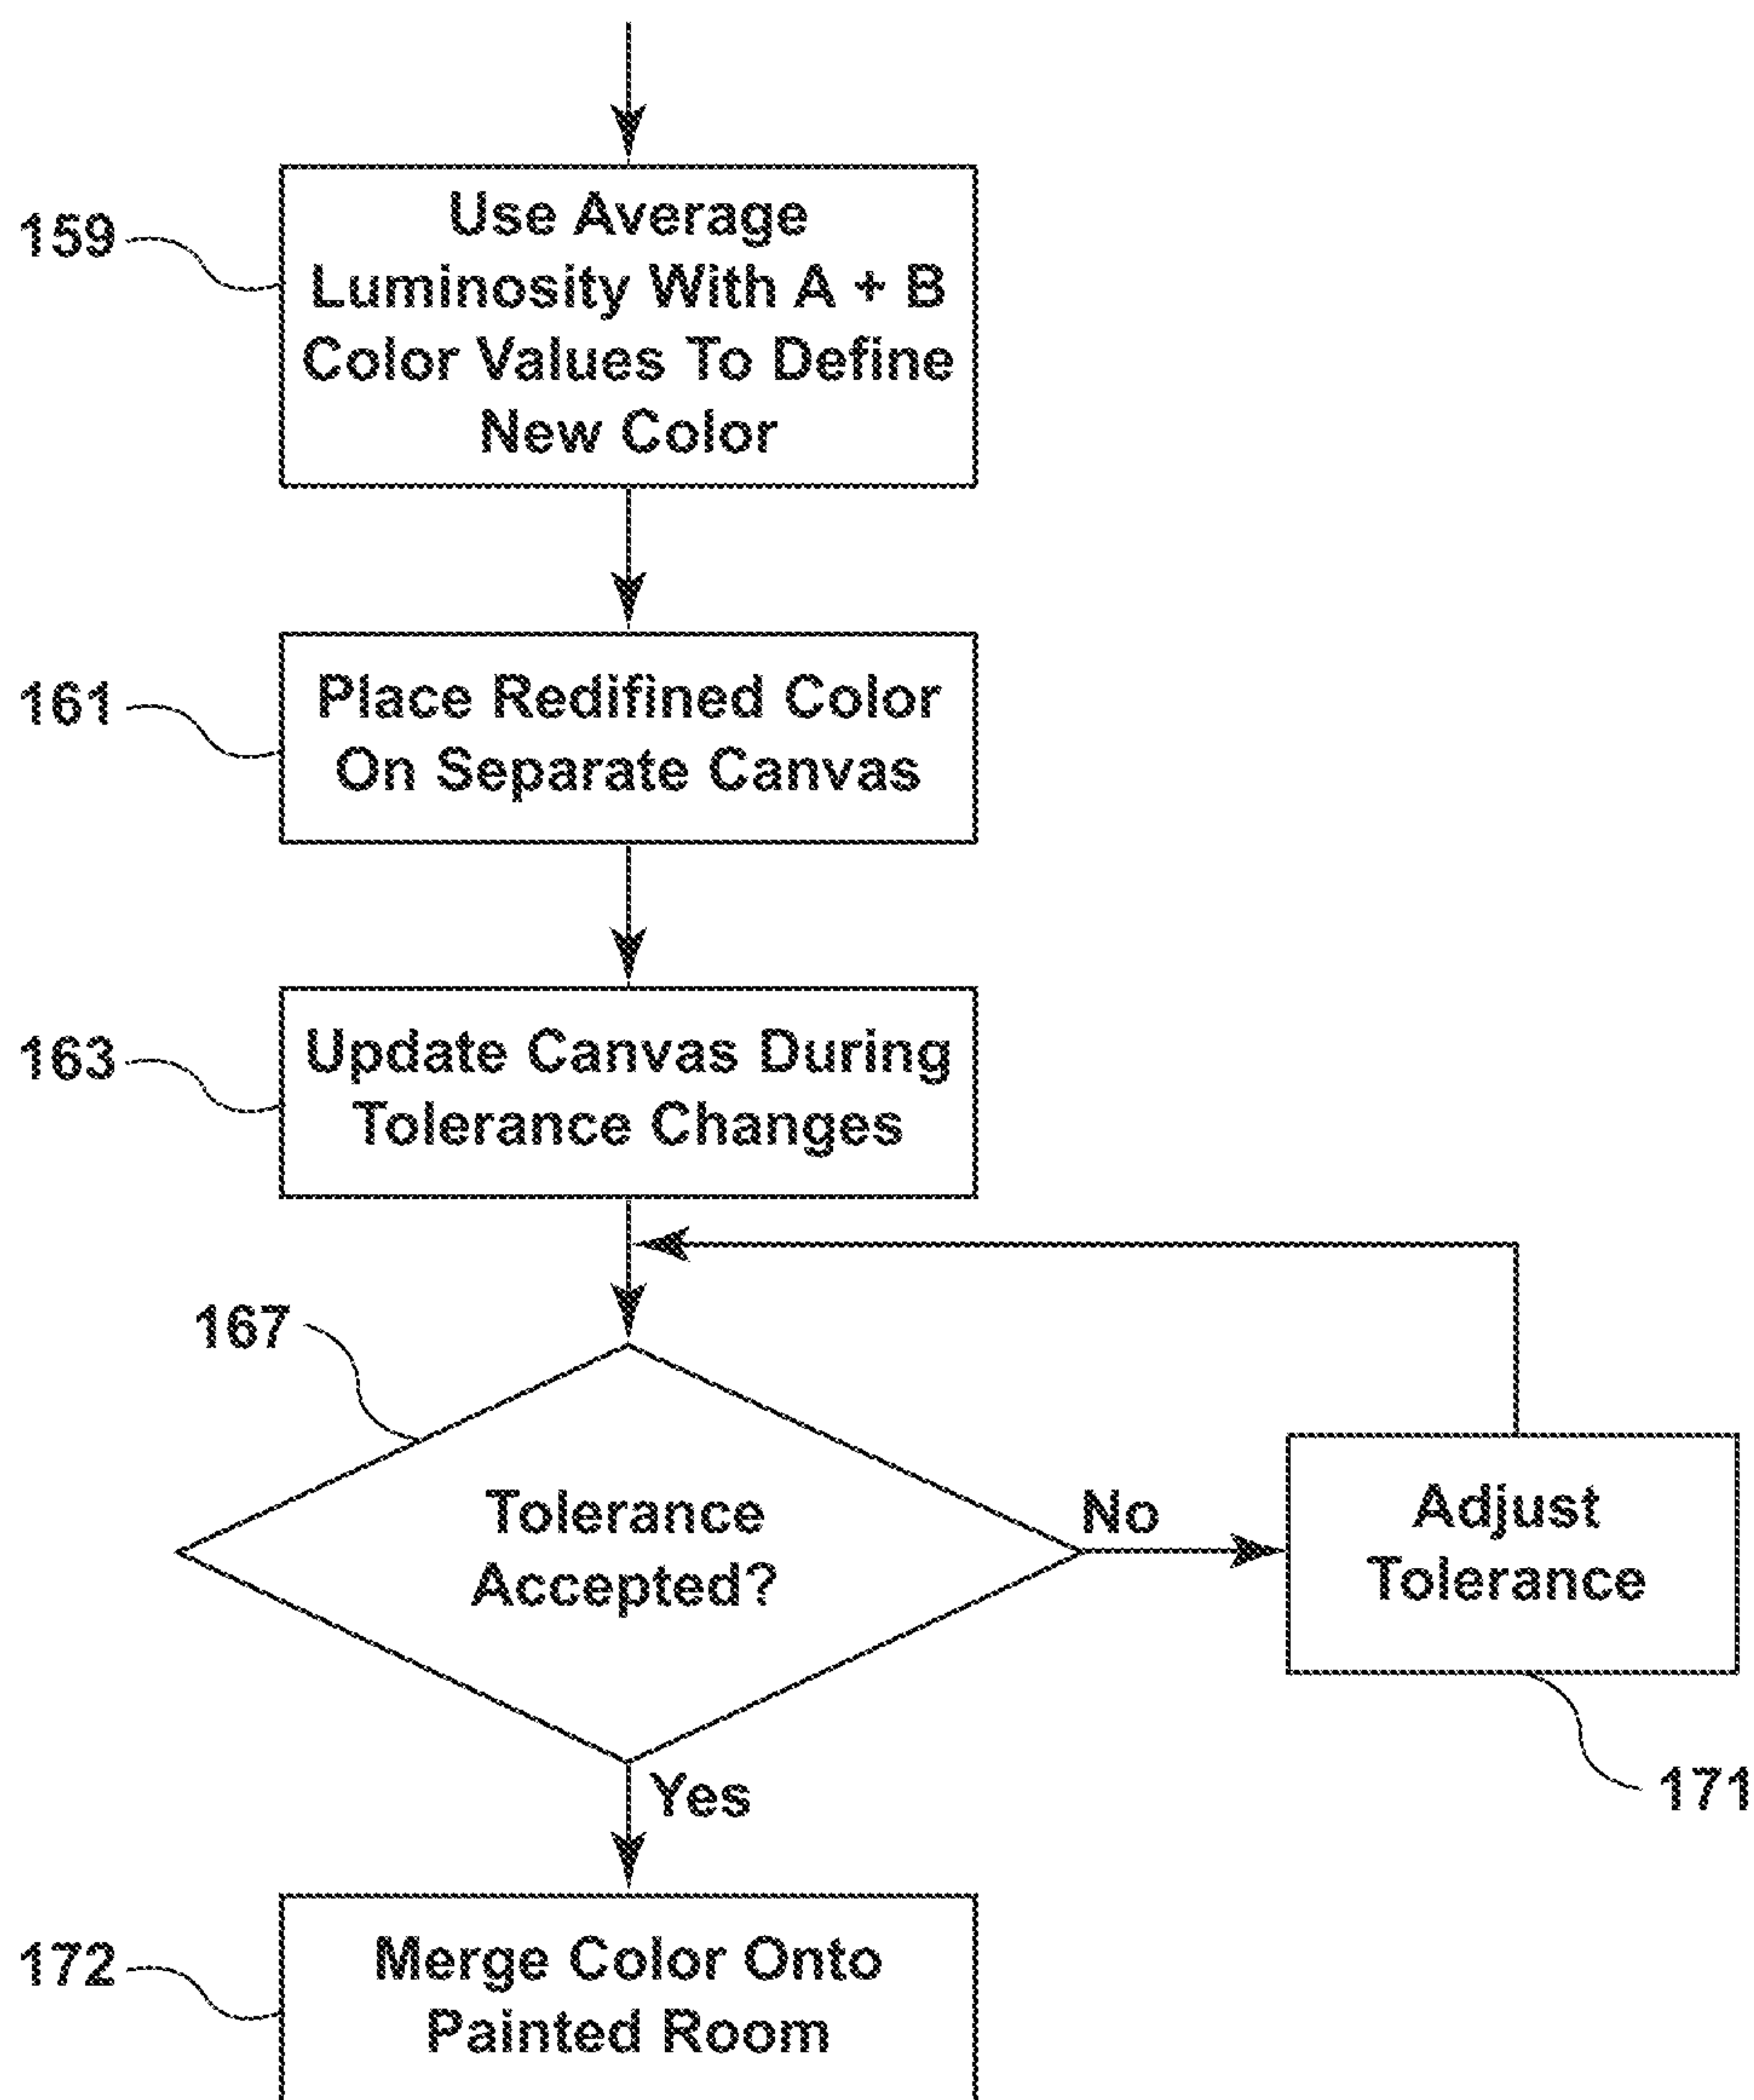 159
Use Average
Luminosity With A + B
Color Values To Define
New Color
161
Place Redifined Color
On Separate Canvas
163
Update Canvas During
Tolerance Changes
167
Tolerance
Accepted?
No
Adjust
Tolerance
171
Yes
172
Merge Color Onto
Painted Room